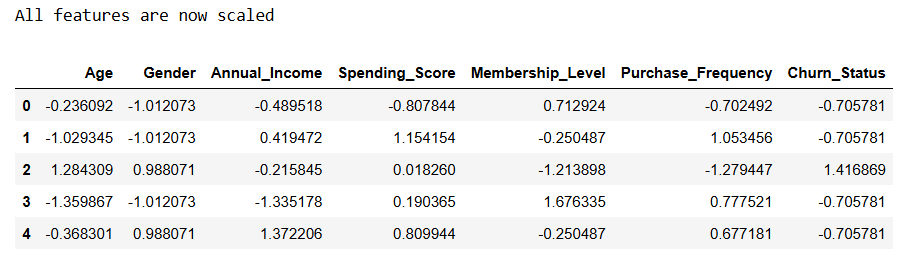 All features are now scaled
Age Gender Annual_Income Spending_Score Membership_Level Purchase_Frequency Churn_Status
0 -0.236092 -1.012073 -0.489518 -0.807844 0.712924 -0.702492 -0.705781
1 -1.029345 -1.012073 0.419472 1.154154 -0.250487 1.053456 -0.705781
2 1.284309 0.988071 -0.215845 0.018260 -1.213898 -1.279447 1.416869
3 -1.359867 -1.012073 -1.335178 0.190365 1.676335 0.777521 -0.705781
4 -0.368301 0.988071 1.372206 0.809944 -0.250487 0.677181 -0.705781